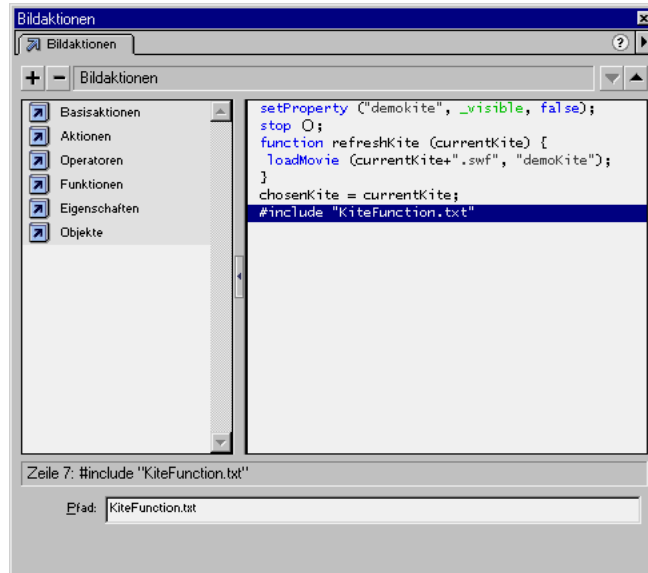 Bildaktionen
Bildaktionen
Bildaktionen
Basisaktionen
Aktionen
Operatoren
Funktionen
Eigenschaften
Objekte
setProperty ("demokite", _visible, false);
stop ();
function refreshKite (currentKite) {
loadMovie (currentKite+".swf", "demoKite");
}
chosenKite = currentKite;
#include "KiteFunction.txt"
Zeile 7: #include "KiteFunction.txt"
Pfad: KiteFunction.txt